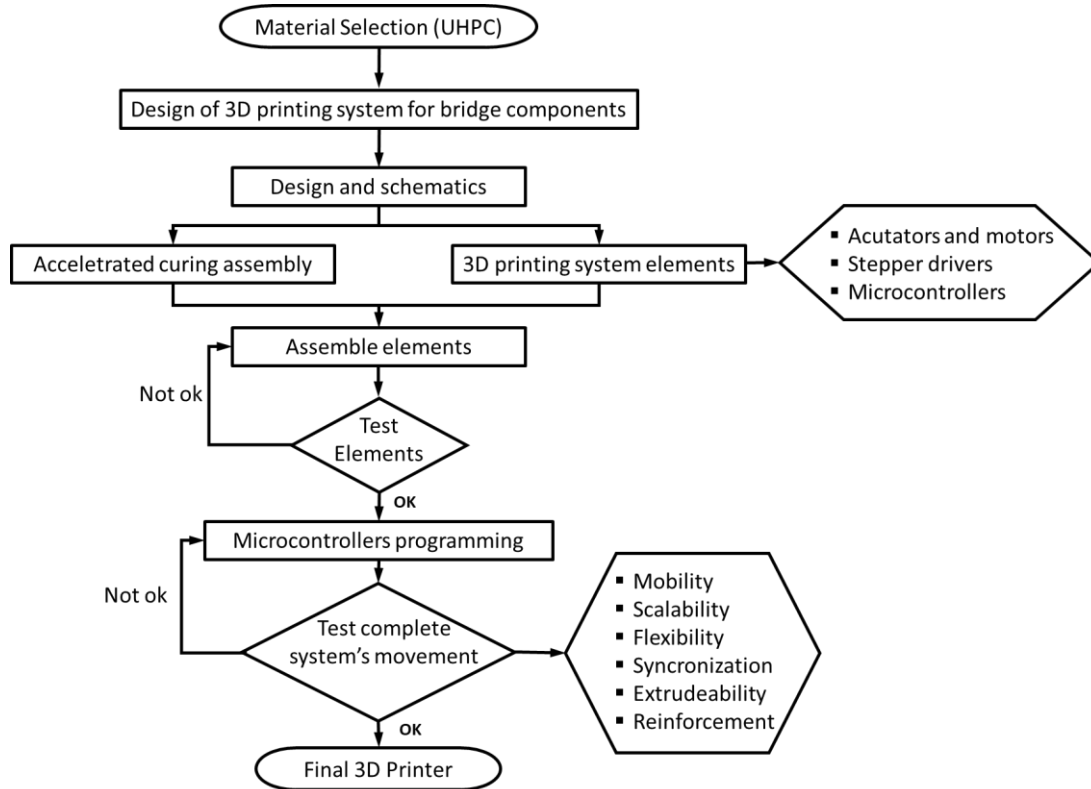 Material Selection (UHPC)
Design of 3D printing system for bridge components
Design and schematics
Acceletrated curing assembly
3D printing system elements
▪ Acutators and motors
▪ Stepper drivers
▪ Microcontrollers
Assemble elements
Not ok
Test
Elements
OK
Microcontrollers programming
Not ok
Test complete
system's movement
▪ Mobility
▪ Scalability
▪ Flexibility
▪ Syncronization
▪ Extrudeability
▪ Reinforcement
OK
Final 3D Printer